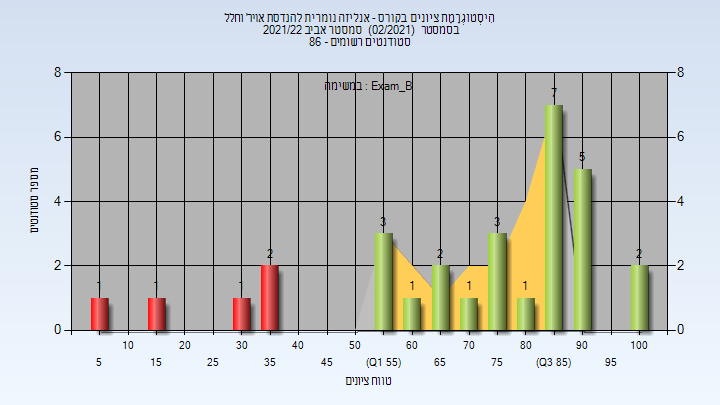 הִיסְטוֹגְרָמַת ציונים בקורס - אנליזה נומרית להנדסת אויר וחלל
בסמסטר (02/2021) סמסטר אביב 2021/22
סטודנטים רשומים - 86
במשימה : Exam_B
8 8
7
6 6
5
מספר סטודנטים
4 4
3 3
2 2 2 2 2
1 1 1 1 1 1
0 0
10 20 30 40 50 60 70 80 90 100
5 15 25 35 45 (Q1 55) 65 75 (Q3 85) 95
טווח ציונים